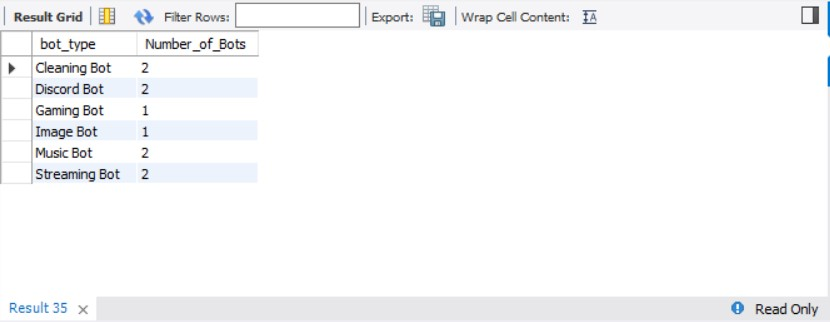 Result Grid Filter Rows: Export: Wrap Cell Content: IA
bot_type Number_of_Bots
Cleaning Bot 2
Discord Bot 2
Gaming Bot 1
Image Bot 1
Music Bot 2
Streaming Bot 2
Result 35 Read Only